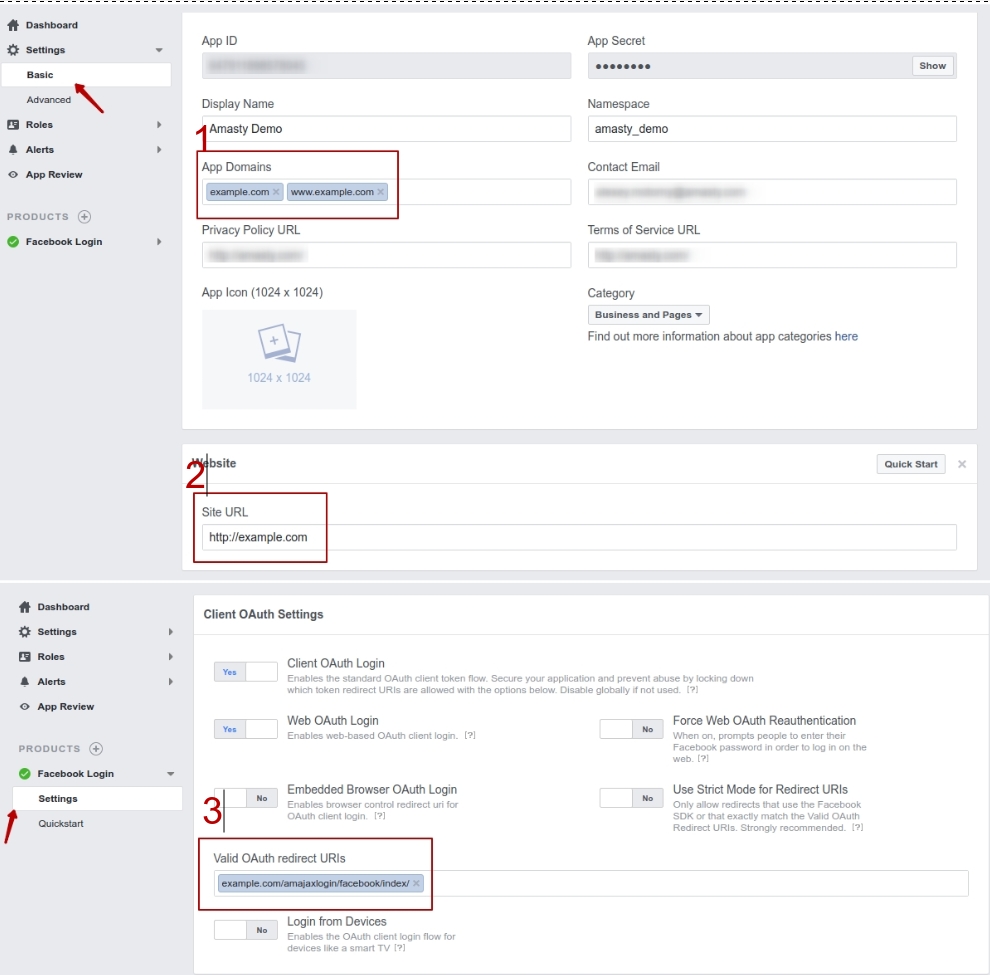 Dashboard
Settings
Basic
Advanced
Roles
Alerts
App Review
PRODUCTS
Facebook Login
App ID
App Secret
●●●●●●●●
Show
Display Name
Amasty Demo
Namespace
amasty_demo
1
App Domains
example.com × www.example.com ×
Contact Email
Privacy Policy URL
Terms of Service URL
App Icon (1024 x 1024)
1024 x 1024
Category
Business and Pages
Find out more information about app categories here
Website
Quick Start ×
2
Site URL
http://example.com
Dashboard
Settings
Roles
Alerts
App Review
PRODUCTS
Facebook Login
Settings
Quickstart
Client OAuth Settings
Yes
Client OAuth Login
Enables the standard OAuth client token flow. Secure your application and prevent abuse by locking down
which token redirect URIs are allowed with the options below. Disable globally if not used. [?]
Yes
Web OAuth Login
Enables web-based OAuth client login. [?]
No
Force Web OAuth Reauthentication
When on, prompts people to enter their
Facebook password in order to log in on the
web. [?]
3
No
Embedded Browser OAuth Login
Enables browser control redirect uri for
OAuth client login. [?]
No
Use Strict Mode for Redirect URIs
Only allow redirects that use the Facebook
SDK or that exactly match the Valid OAuth
Redirect URIs. Strongly recommended. [?]
Valid OAuth redirect URIs
example.com/amajaxlogin/facebook/index/ ×
No
Login from Devices
Enables the OAuth client login flow for
devices like a smart TV [?]